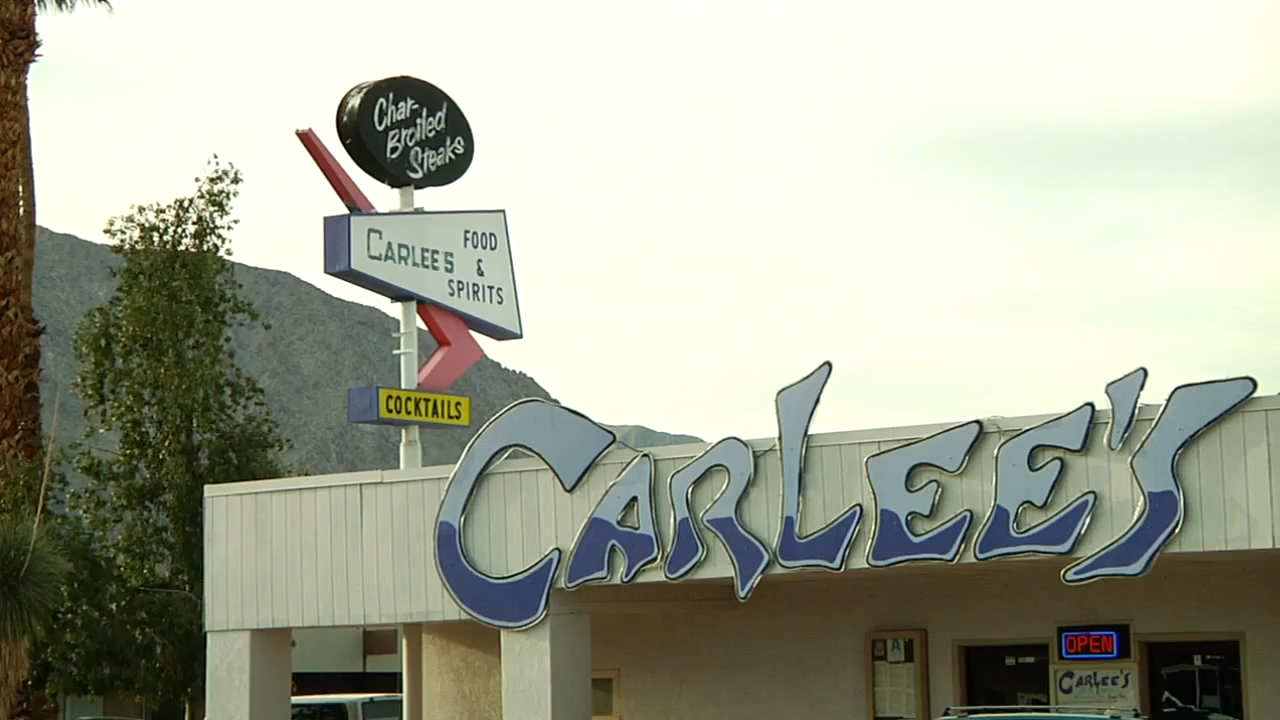 Char-
Broiled
Steaks
CARLEE'S
FOOD
&
SPIRITS
COCKTAILS
CARLEE'S
A
OPEN
CARLEE'S